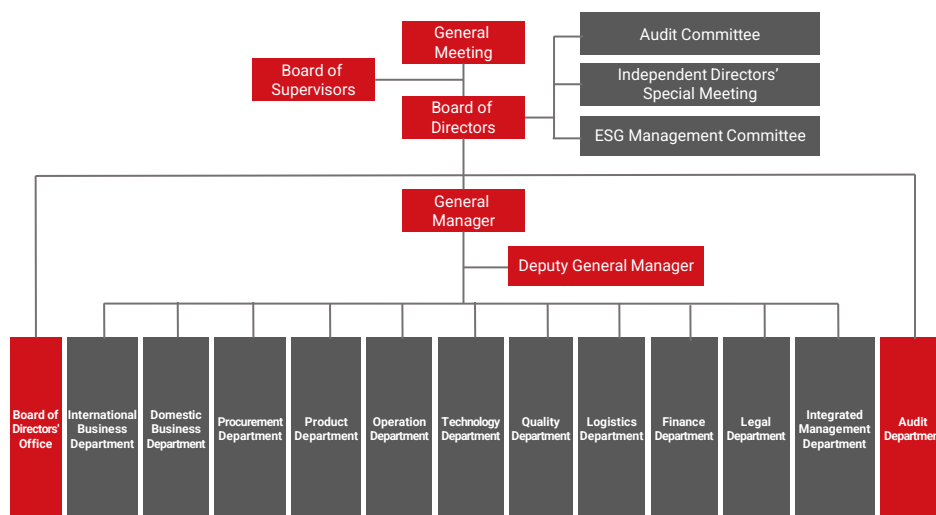 General
Meeting
Audit Committee
Board of
Supervisors
Independent Directors'
Special Meeting
Board of
Directors
ESG Management Committee
General
Manager
Deputy General Manager
Board of
Directors'
Office
International
Business
Department
Domestic
Business
Department
Procurement
Department
Product
Department
Operation
Department
Technology
Department
Quality
Department
Logistics
Department
Finance
Department
Legal
Department
Integrated
Management
Department
Audit
Department